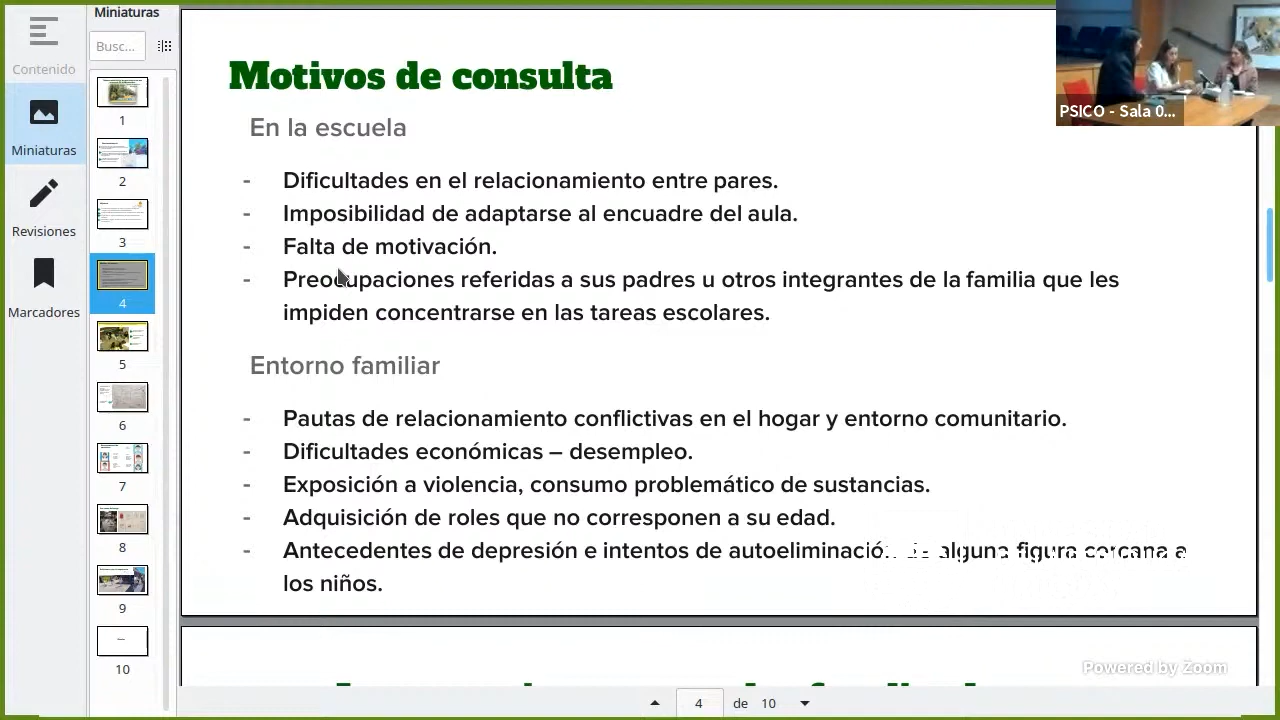 Miniaturas
Busc...
Contenido
Miniaturas
Revisiones
Marcadores
1
2
3
4
5
6
7
8
9
10
Motivos de consulta
En la escuela
- Dificultades en el relacionamiento entre pares.
- Imposibilidad de adaptarse al encuadre del aula.
- Falta de motivación.
- Preocupaciones referidas a sus padres u otros integrantes de la familia que les
impiden concentrarse en las tareas escolares.
Entorno familiar
- Pautas de relacionamiento conflictivas en el hogar y entorno comunitario.
- Dificultades económicas – desempleo.
- Exposición a violencia, consumo problemático de sustancias.
- Adquisición de roles que no corresponen a su edad.
- Antecedentes de depresión e intentos de autoeliminació alguna figura cercana a
los niños.
PSICO - Sala 0...
Powered by Zoom
4 de 10